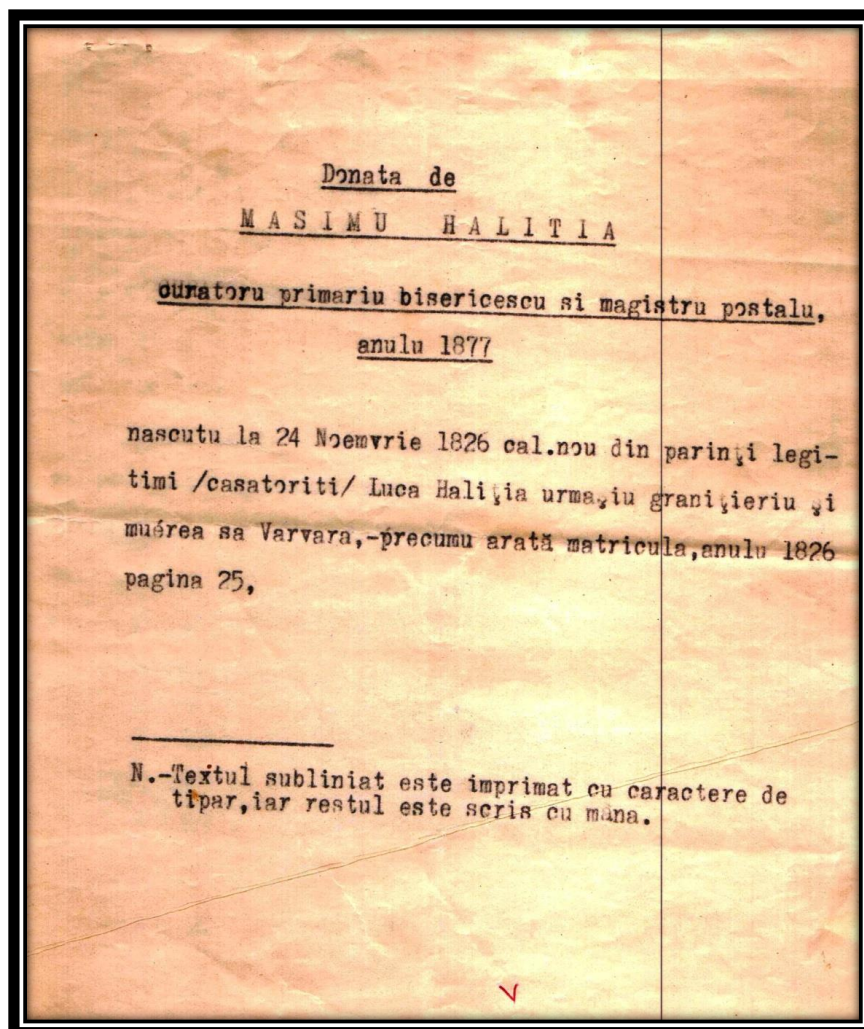 Donata de
MASIMU HALITIA
curatoru primariu bisericescu si magistru postalu,
anulu 1877
nascutu la 24 Noemvrie 1826 cal.nou din parinţi legi-
timi /casatoriti/ Luca Haliţia urmaşiu graniţieriu şi
muérea sa Varvara,-precumu arată matricula,anulu 1826
pagina 25,
N.-Textul subliniat este imprimat cu caractere de
tipar,iar restul este scris cu mâna.